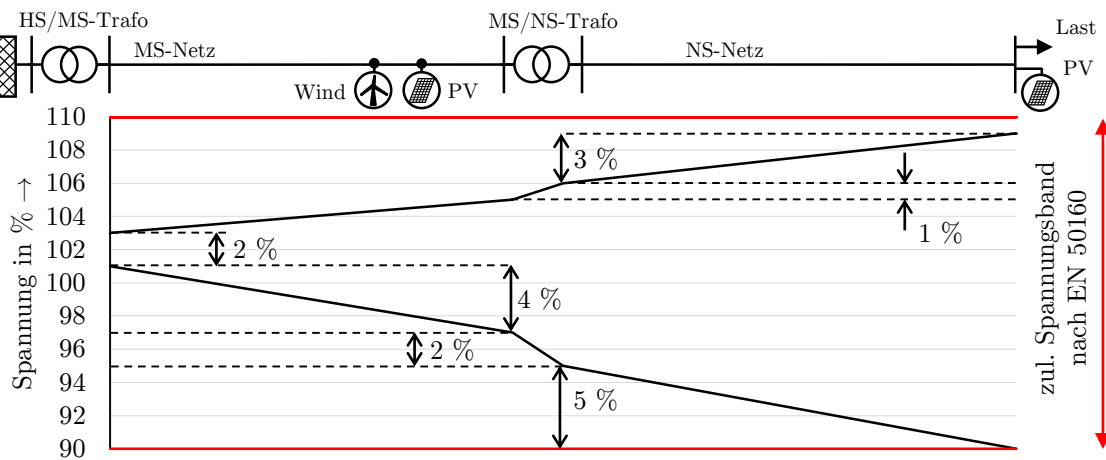 HS/MS-Trafo
MS/NS-Trafo
Last
MS-Netz
NS-Netz
PV
Wind
PV
110
108
106
104
102
100
98
96
94
92
90
Spannung in % →
3 %
1 %
2 %
4 %
2 %
5 %
zul. Spannungsband
nach EN 50160